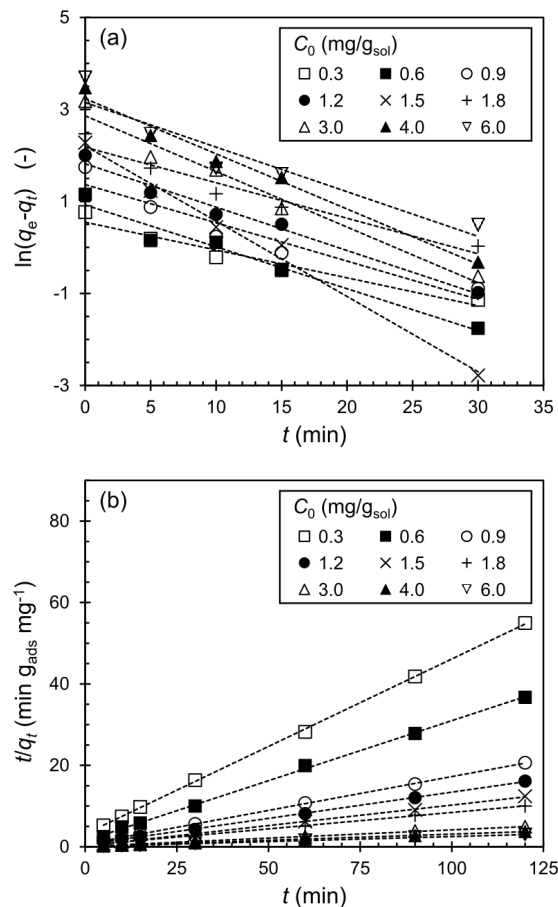 (a)
C₀ (mg/g_sol)
0.3 0.6 0.9
1.2 1.5 1.8
3.0 4.0 6.0
ln(qₑ-qₜ) (-)
5
3
1
-1
-3
0 5 10 15 20 25 30 35
t (min)
(b)
C₀ (mg/g_sol)
0.3 0.6 0.9
1.2 1.5 1.8
3.0 4.0 6.0
t/qₜ (min g_ads mg⁻¹)
80
60
40
20
0
0 25 50 75 100 125
t (min)